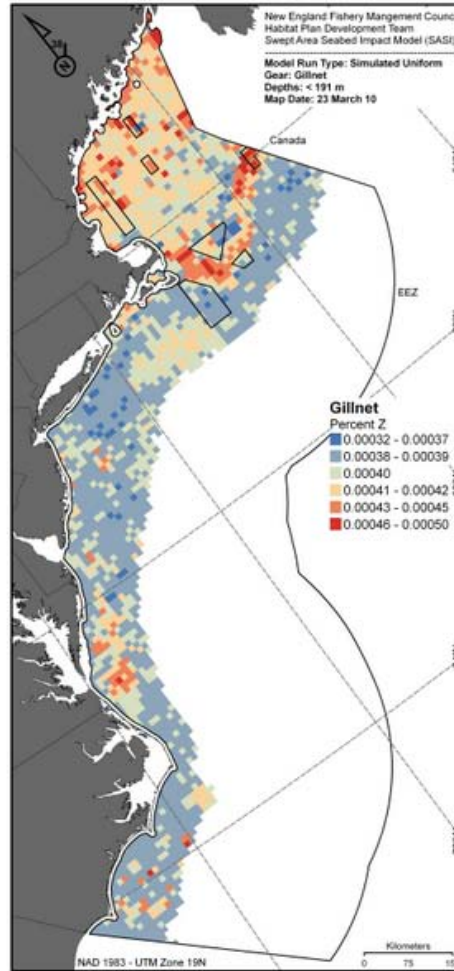 New England Fishery Mangement Counc
Habitat Plan Development Team
Swept Area Seabed Impact Model (SASI)
Model Run Type: Simulated Uniform
Gear: Gillnet
Depths: < 191 m
Map Date: 23 March 10
N
Canada
EEZ
Gillnet
Percent Z
0.00032 - 0.00037
0.00038 - 0.00039
0.00040
0.00041 - 0.00042
0.00043 - 0.00045
0.00046 - 0.00050
Kilometers
0 75 15
NAD 1983 - UTM Zone 19N